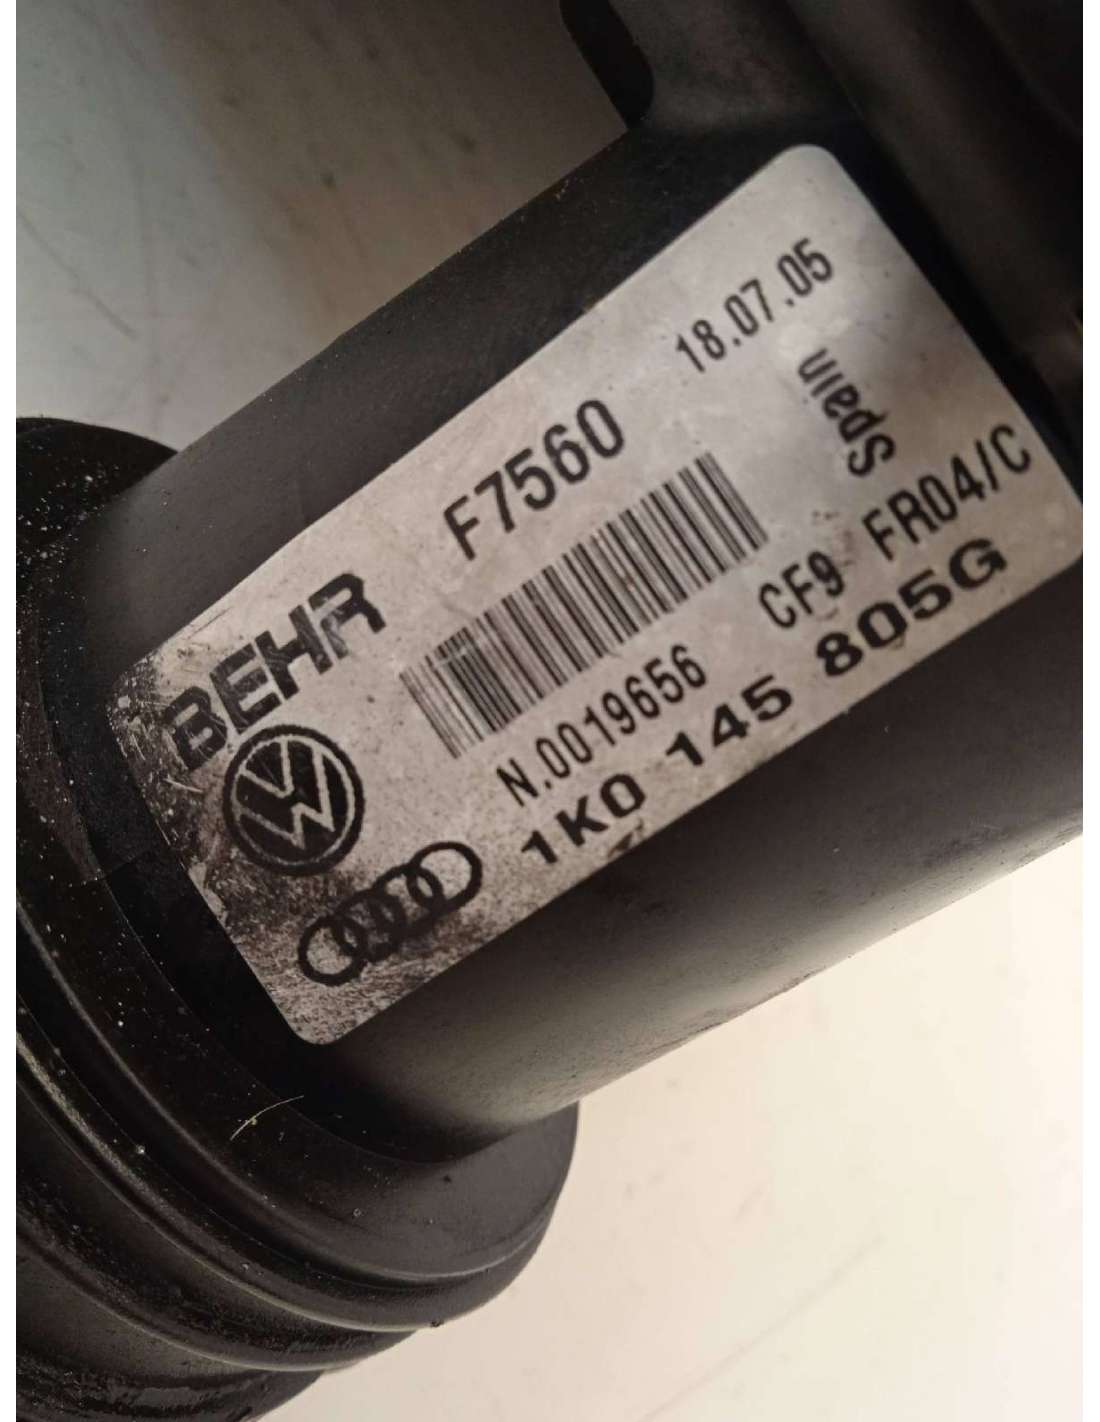 BEHR F7560 18.07.05
Spain
N.0019656 CF9 FR04/C
1K0 145 805G